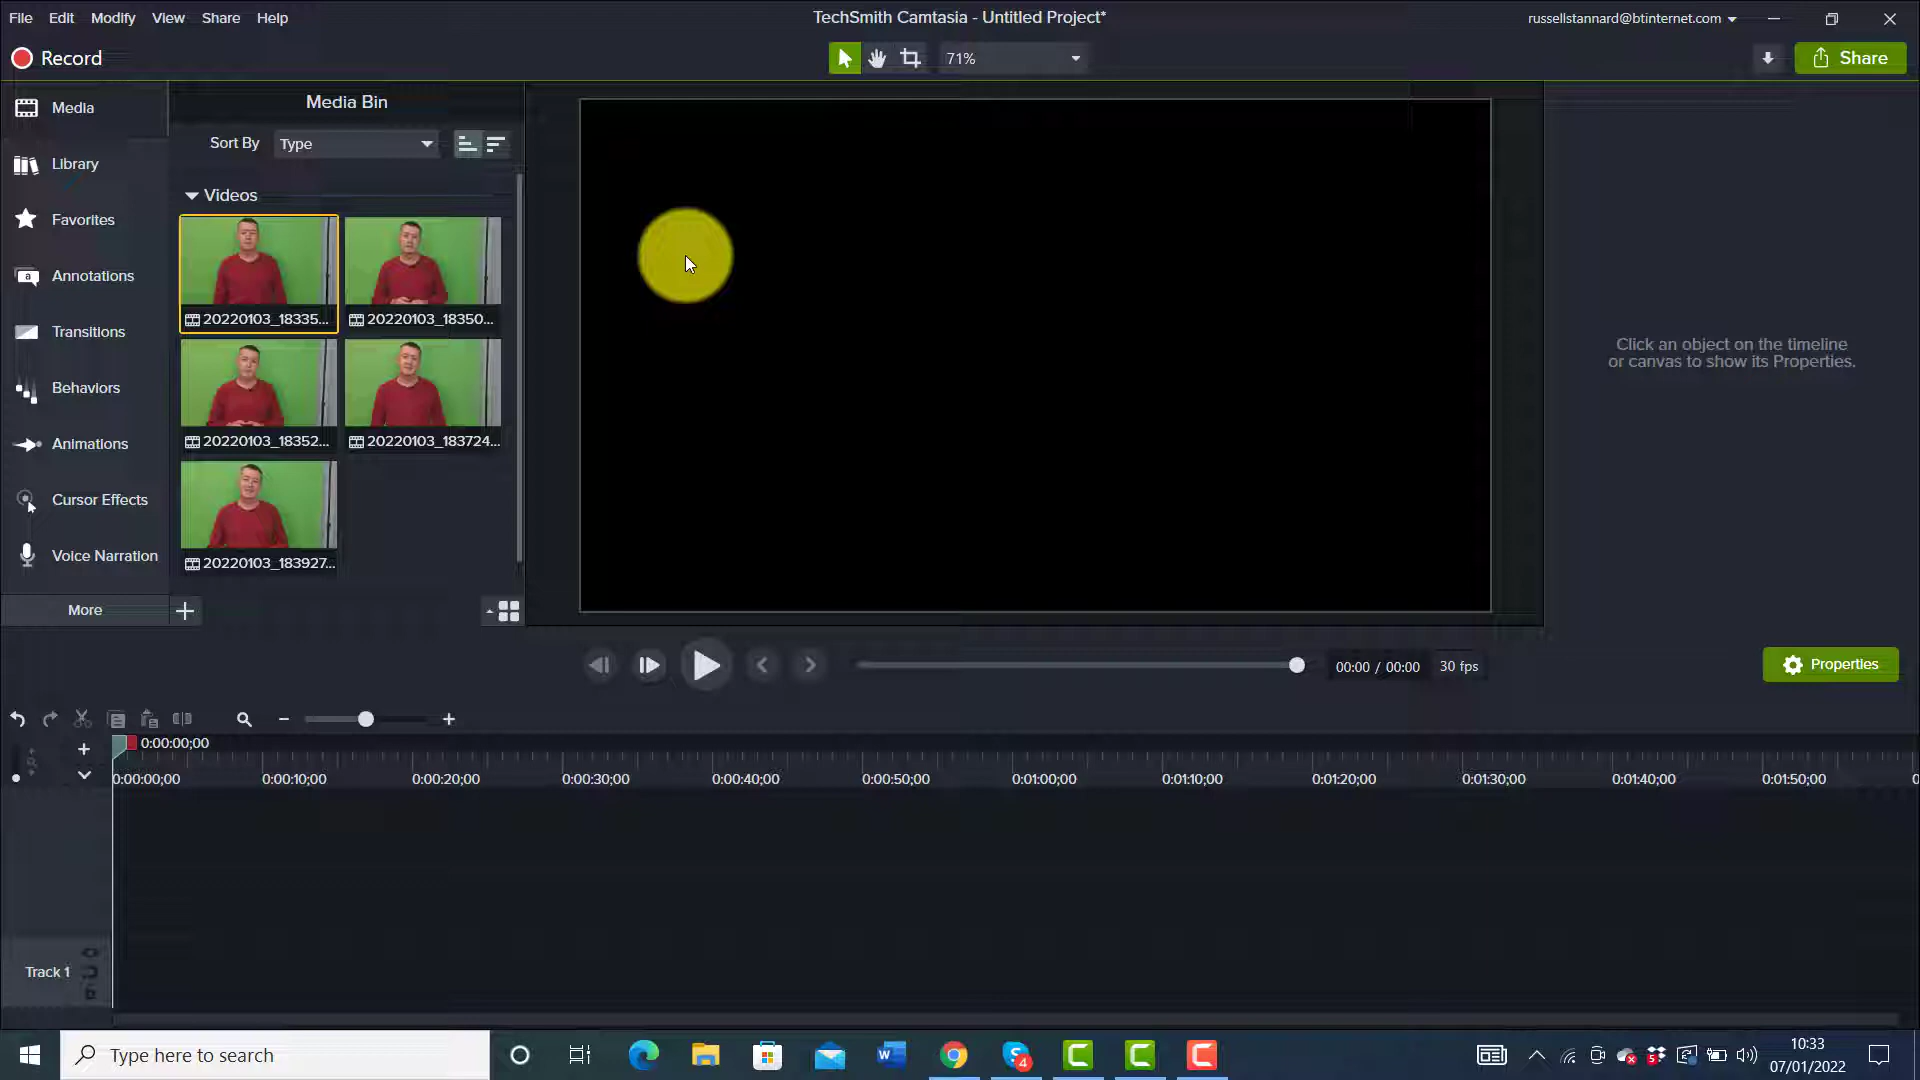 File Edit Modify View Share Help
TechSmith Camtasia - Untitled Project*
russellstannard@btinternet.com
Record
71%
Share
Media
Library
Favorites
Annotations
Transitions
Behaviors
Animations
Cursor Effects
Voice Narration
More
Media Bin
Sort By Type
Videos
20220103_18335...
20220103_18350...
20220103_18352...
20220103_183724...
20220103_183927...
Click an object on the timeline
or canvas to show its Properties.
00:00 / 00:00
30 fps
Properties
0:00:00;00
0:00:00;00 0:00:10;00 0:00:20;00 0:00:30;00 0:00:40;00 0:00:50;00 0:01:00;00 0:01:10;00 0:01:20;00 0:01:30;00 0:01:40;00 0:01:50;00
Track 1
Type here to search
4
5
10:33
07/01/2022